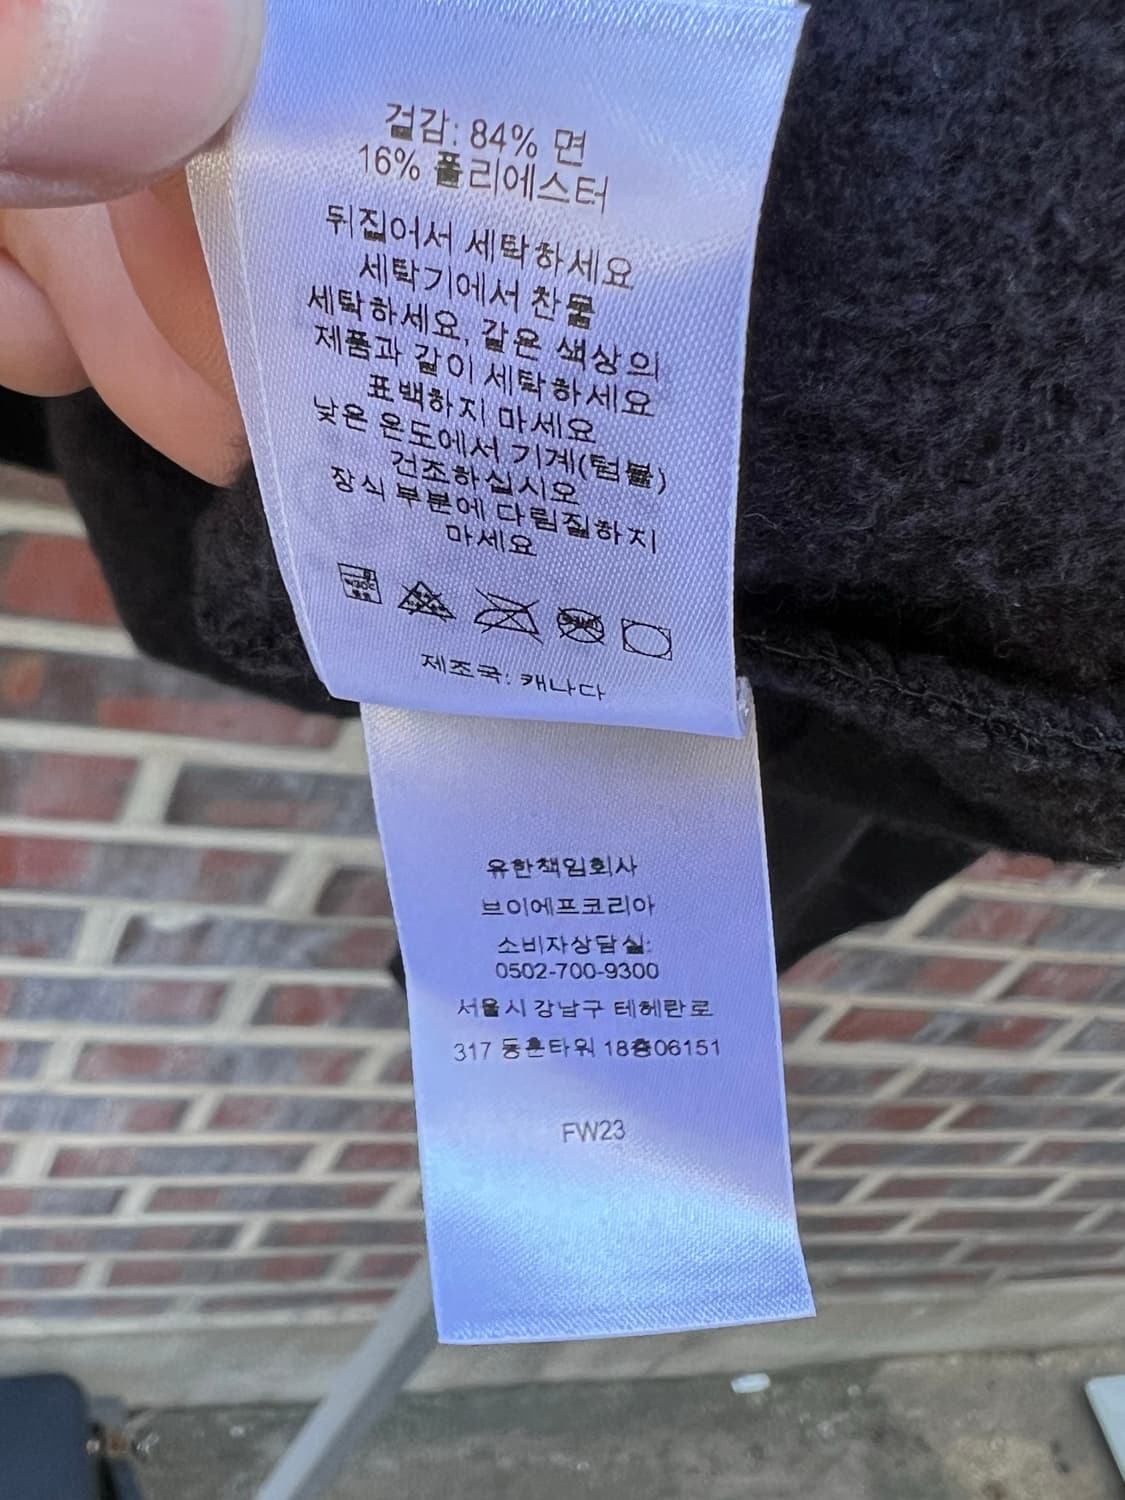 겉감: 84% 면
16% 폴리에스터
뒤집어서 세탁하세요
세탁기에서 찬물
세탁하세요, 같은 색상의
제품과 같이 세탁하세요
표백하지 마세요
낮은 온도에서 기계(텀블)
건조하십시오
장식 부분에 다림질하지
마세요
제조국: 캐나다
유한책임회사
브이에프코리아
소비자상담실:
0502-700-9300
서울시 강남구 테헤란로
317 동훈타워 18층06151
FW23